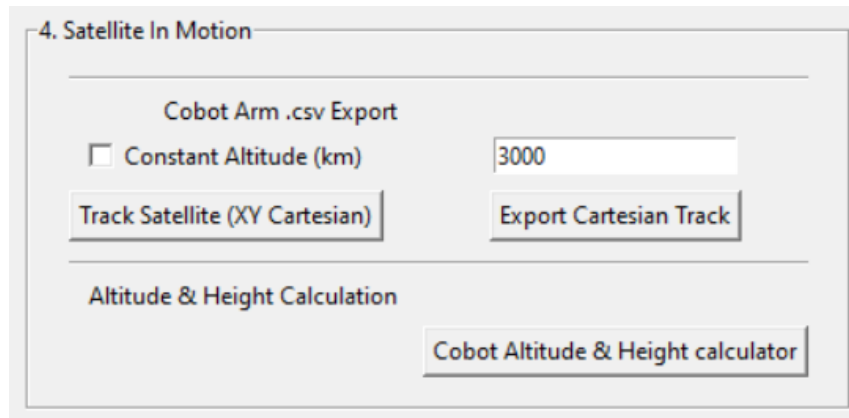 4. Satellite In Motion
Cobot Arm .csv Export
Constant Altitude (km) 3000
Track Satellite (XY Cartesian) Export Cartesian Track
Altitude & Height Calculation
Cobot Altitude & Height calculator